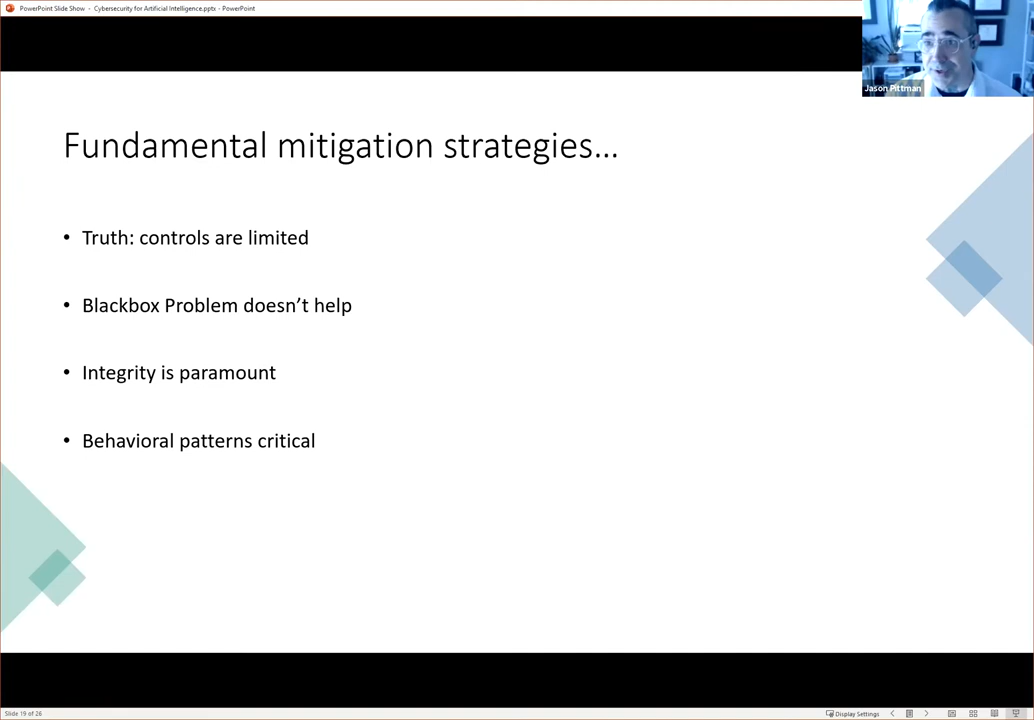 PowerPoint Slide Show - Cybersecurity for Artificial Intelligence.pptx - PowerPoint
Jason Pittman
Fundamental mitigation strategies...
• Truth: controls are limited
• Blackbox Problem doesn't help
• Integrity is paramount
• Behavioral patterns critical
Slide 19 of 26
Display Settings